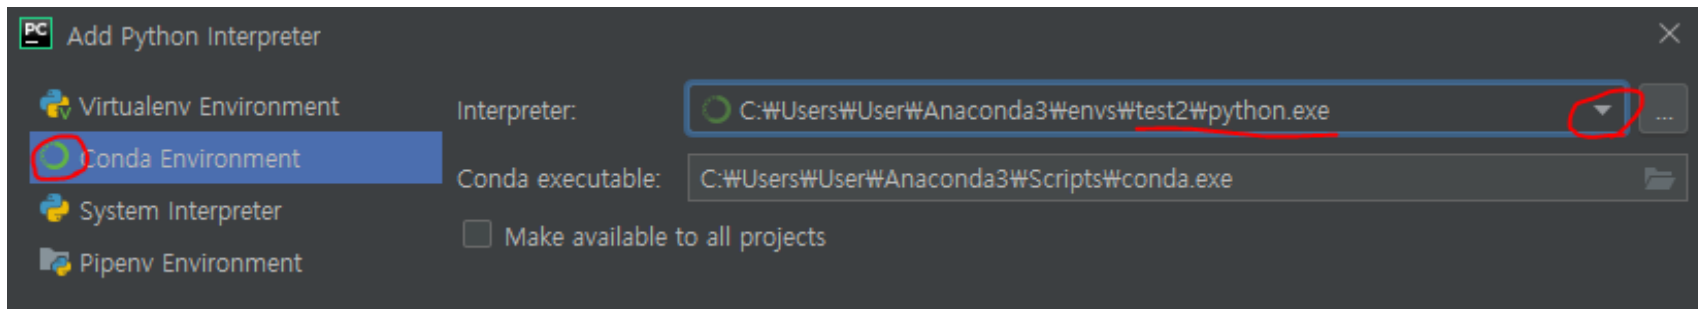 PC Add Python Interpreter
Virtualenv Environment
Conda Environment
System Interpreter
Pipenv Environment
Interpreter: C:₩Users₩User₩Anaconda3₩envs₩test2₩python.exe ...
Conda executable: C:₩Users₩User₩Anaconda3₩Scripts₩conda.exe
Make available to all projects